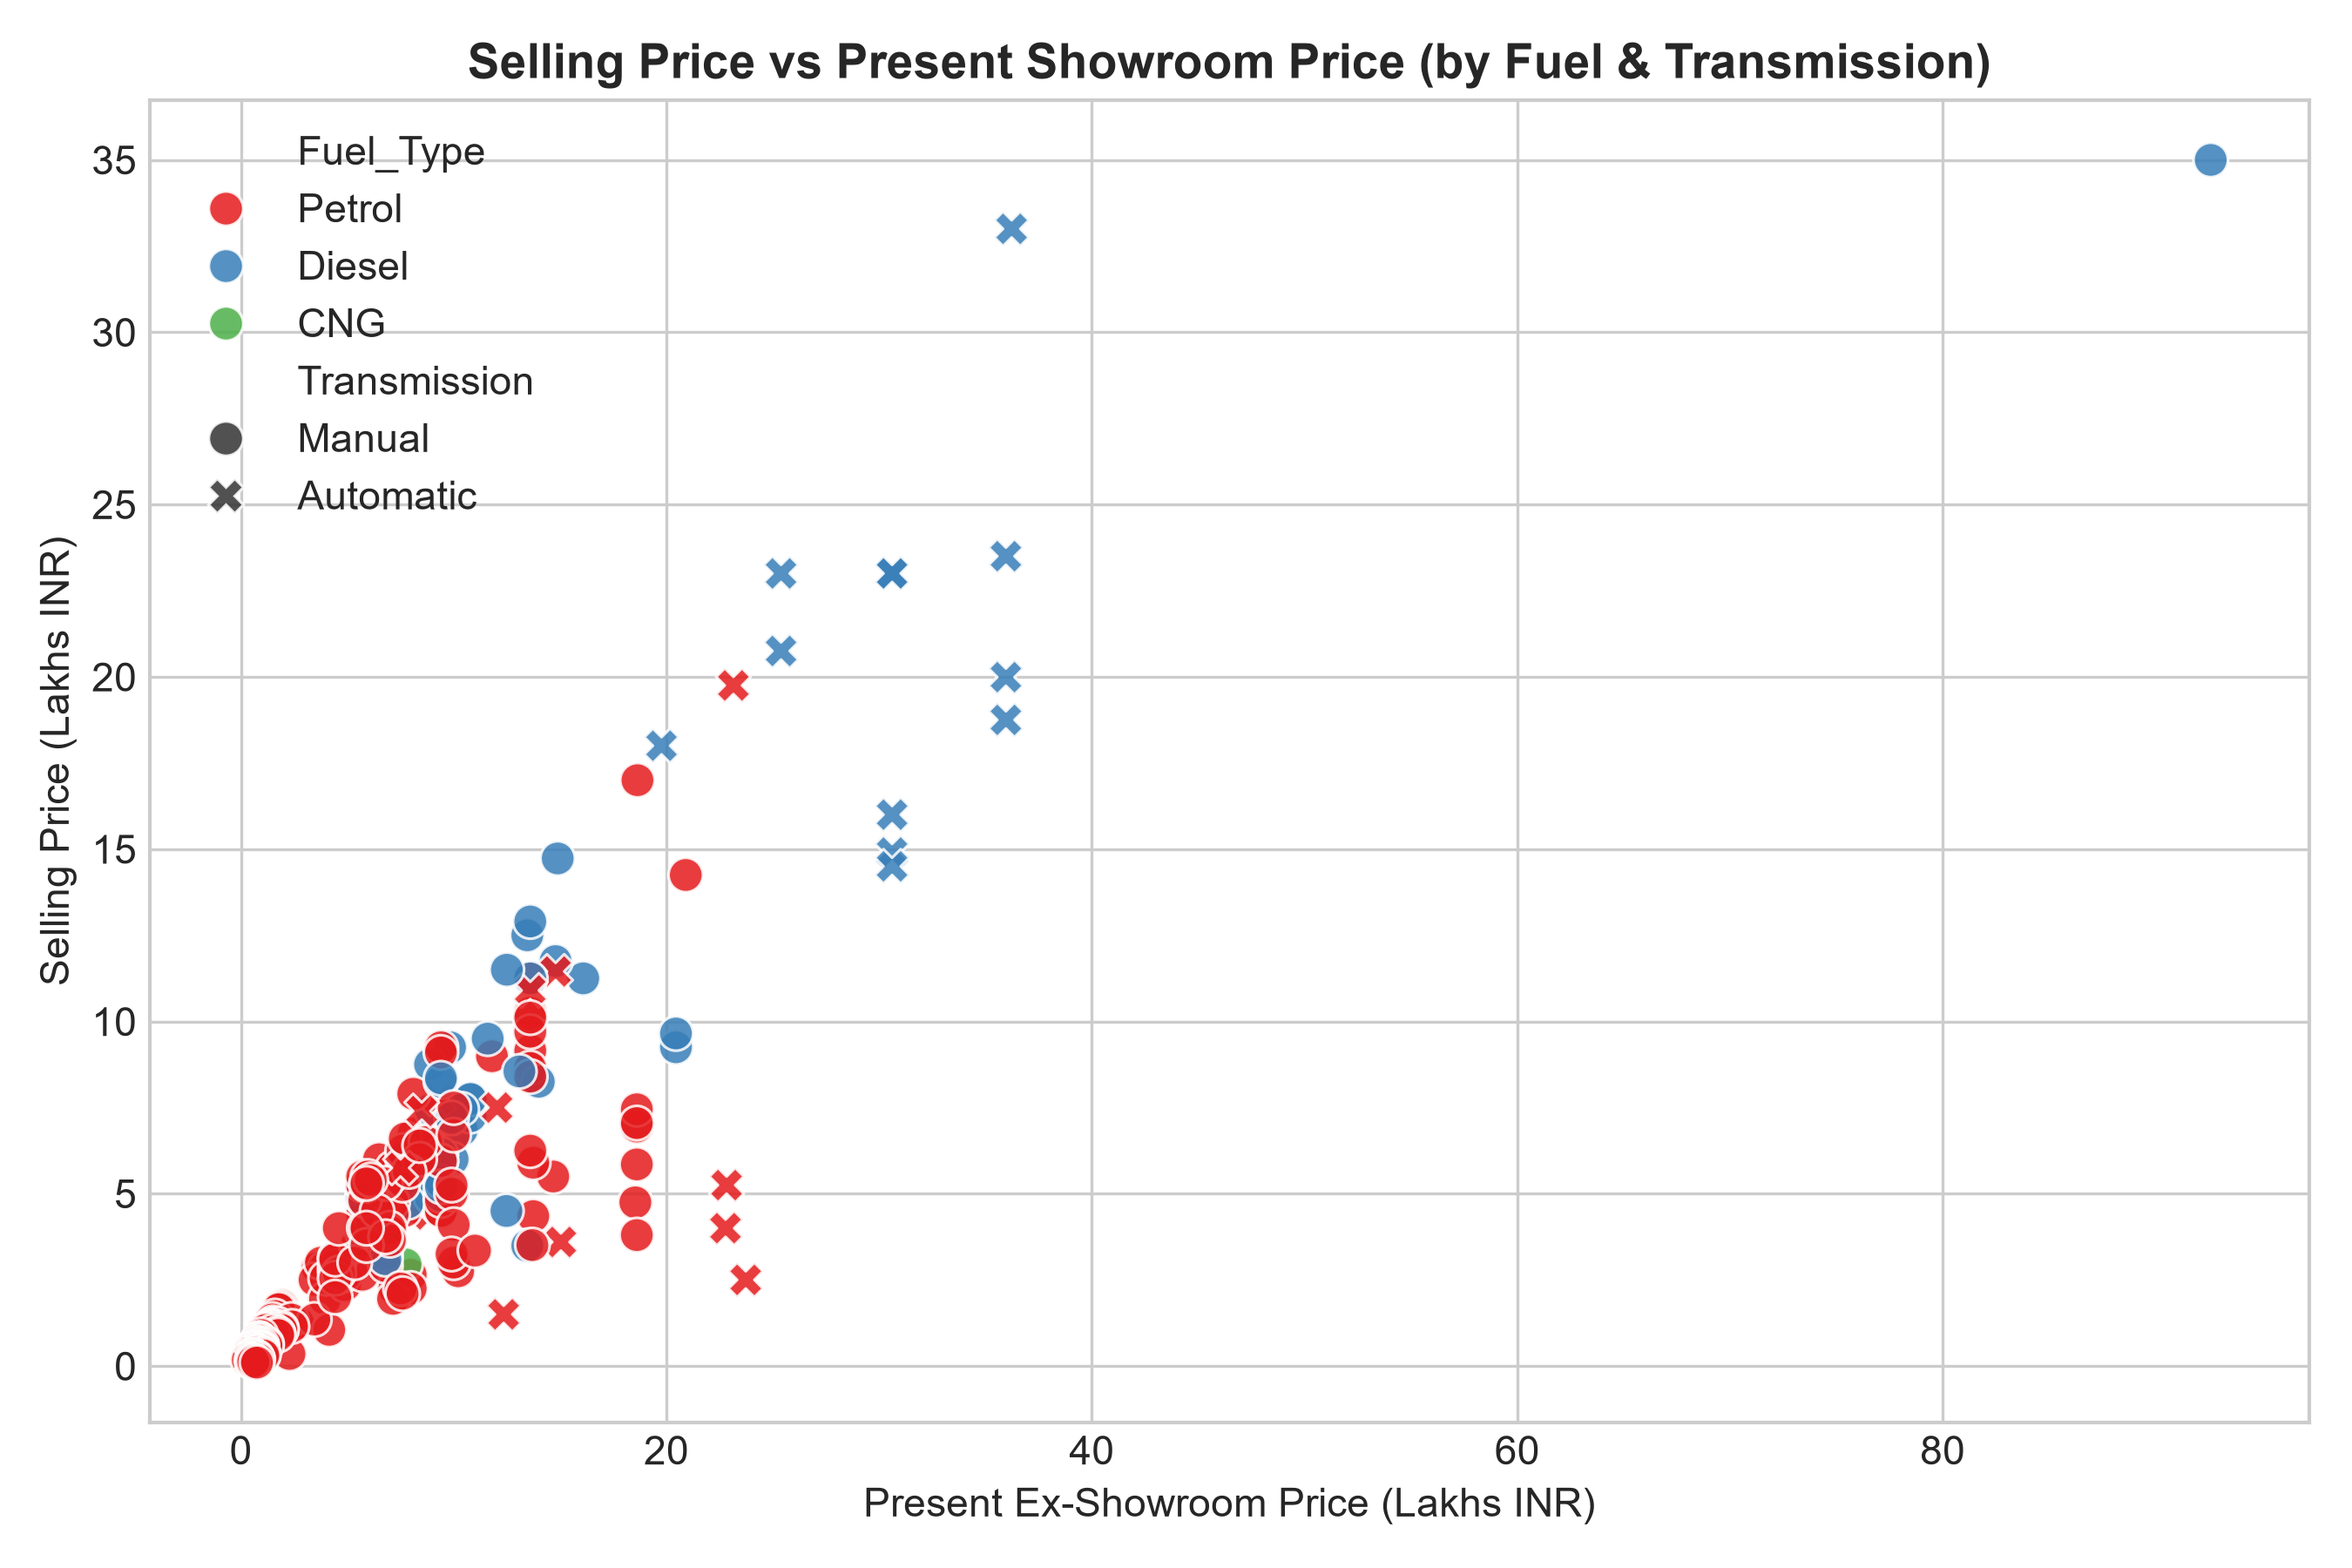 Selling Price vs Present Showroom Price (by Fuel & Transmission)
Fuel_Type
Petrol
Diesel
CNG
Transmission
Manual
Automatic
35
30
25
20
15
10
5
0
Selling Price (Lakhs INR)
0 20 40 60 80
Present Ex-Showroom Price (Lakhs INR)